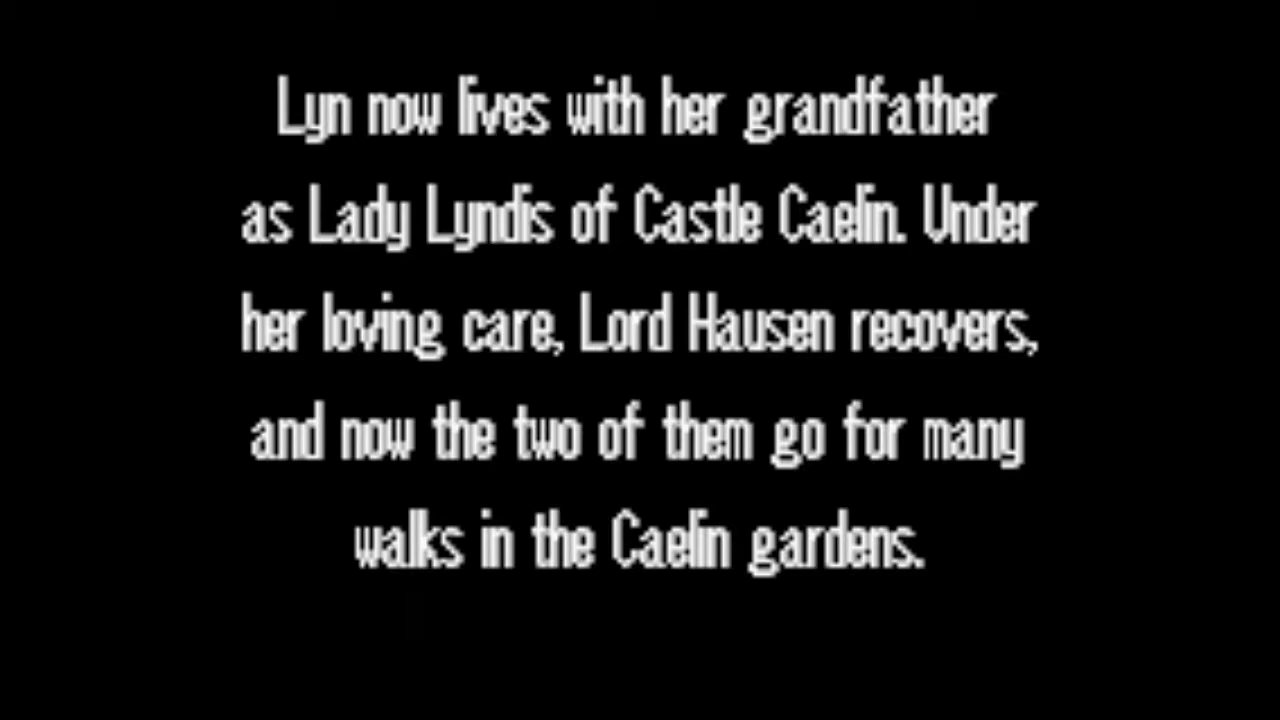 Lyn now lives with her grandfather
as Lady Lyndis of Castle Caelin. Under
her loving care, Lord Hausen recovers,
and now the two of them go for many
walks in the Caelin gardens.